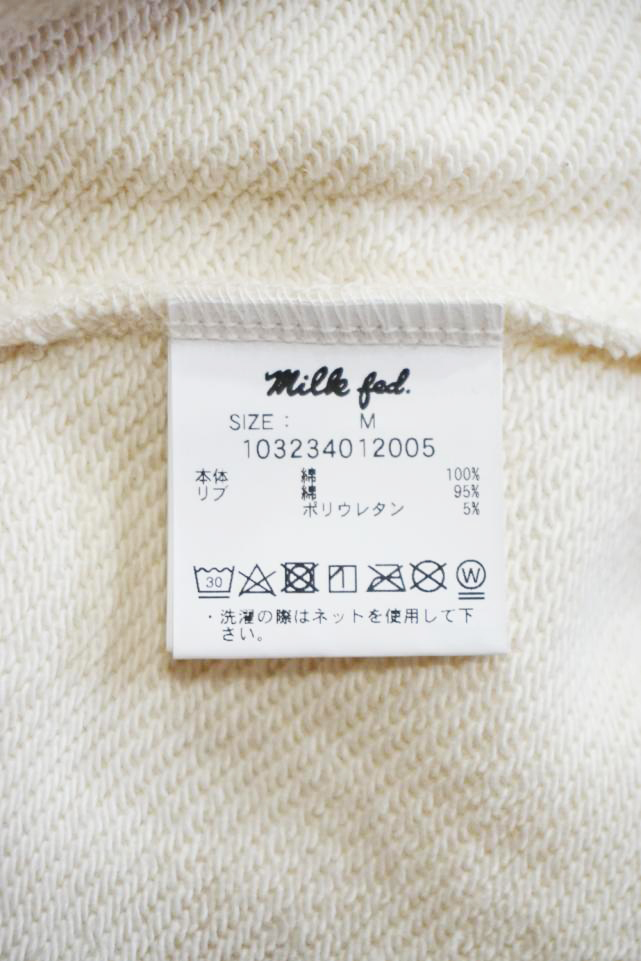 Milk fed.
SIZE : M
103234012005
本体 綿 100%
リブ 綿 95%
ポリウレタン 5%
30 W
・洗濯の際はネットを使用して下
さい。